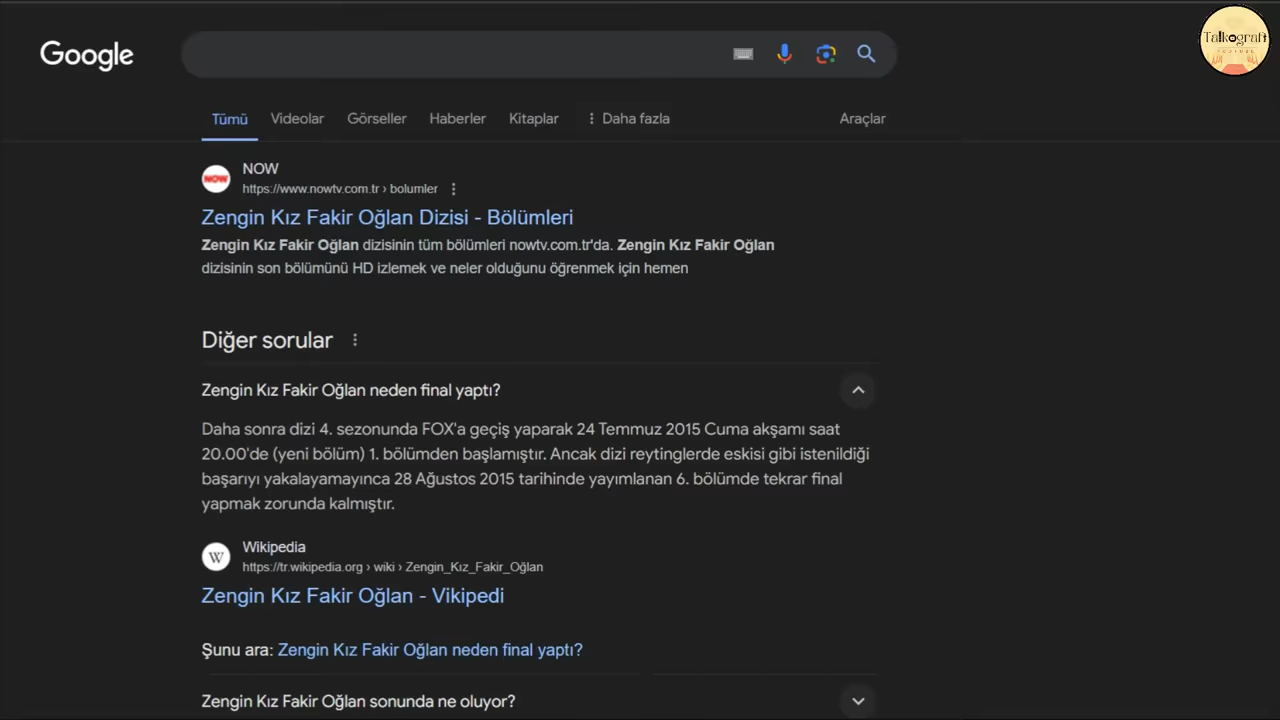 Google
Talkografi
YOUTUBE
Tümü Videolar Görseller Haberler Kitaplar Daha fazla Araçlar
NOW
NOW
https://www.nowtv.com.tr › bolumler
Zengin Kız Fakir Oğlan Dizisi - Bölümleri
Zengin Kız Fakir Oğlan dizisinin tüm bölümleri nowtv.com.tr'da. Zengin Kız Fakir Oğlan
dizisinin son bölümünü HD izlemek ve neler olduğunu öğrenmek için hemen
Diğer sorular
Zengin Kız Fakir Oğlan neden final yaptı?
Daha sonra dizi 4. sezonunda FOX'a geçiş yaparak 24 Temmuz 2015 Cuma akşamı saat
20.00'de (yeni bölüm) 1. bölümden başlamıştır. Ancak dizi reytinglerde eskisi gibi istenildiği
başarıyı yakalayamayınca 28 Ağustos 2015 tarihinde yayımlanan 6. bölümde tekrar final
yapmak zorunda kalmıştır.
W
Wikipedia
https://tr.wikipedia.org › wiki › Zengin_Kız_Fakir_Oğlan
Zengin Kız Fakir Oğlan - Vikipedi
Şunu ara: Zengin Kız Fakir Oğlan neden final yaptı?
Zengin Kız Fakir Oğlan sonunda ne oluyor?